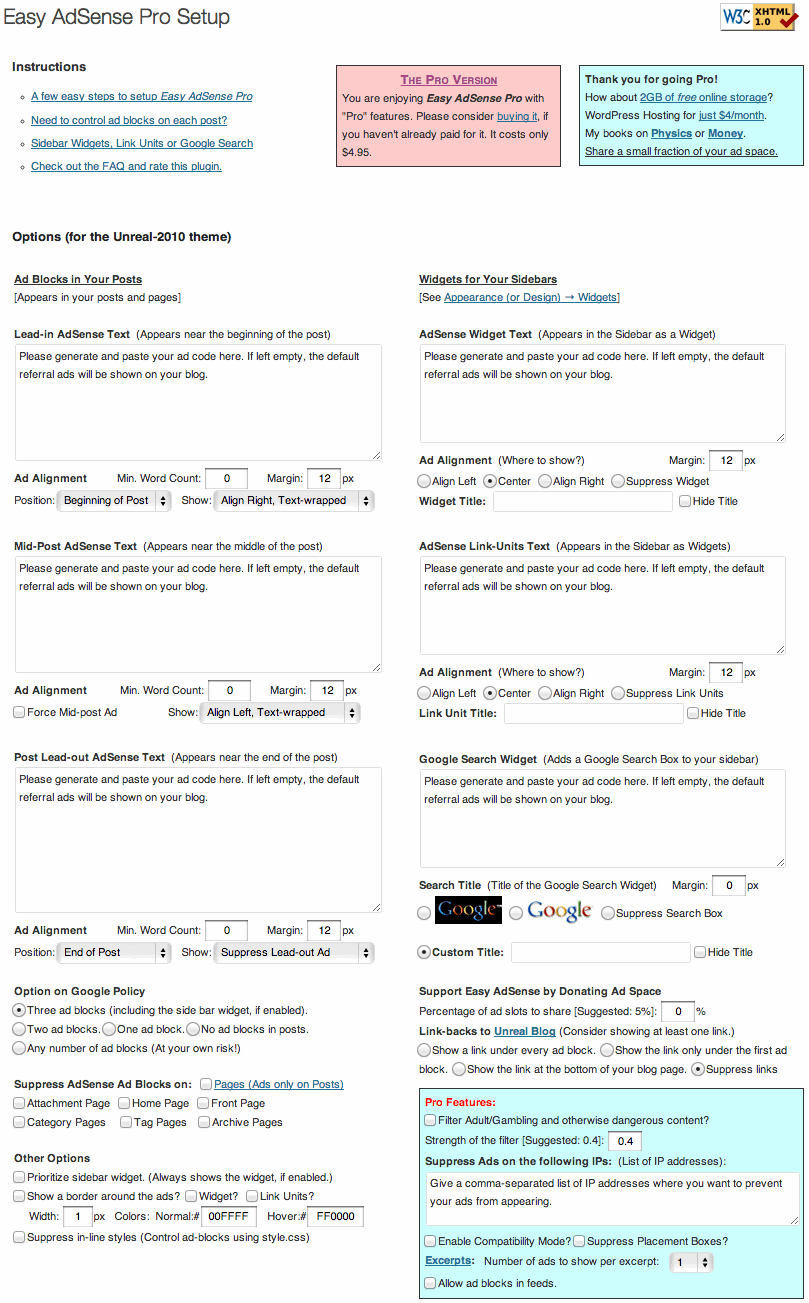 Easy AdSense Pro Setup
W3C XHTML 1.0
Instructions
A few easy steps to setup Easy AdSense Pro
Need to control ad blocks on each post?
Sidebar Widgets, Link Units or Google Search
Check out the FAQ and rate this plugin.
The Pro Version
You are enjoying Easy AdSense Pro with
"Pro" features. Please consider buying it, if
you haven't already paid for it. It costs only
$4.95.
Thank you for going Pro!
How about 2GB of free online storage?
WordPress Hosting for just $4/month.
My books on Physics or Money.
Share a small fraction of your ad space.
Options (for the Unreal-2010 theme)
Ad Blocks in Your Posts
[Appears in your posts and pages]
Lead-in AdSense Text (Appears near the beginning of the post)
Please generate and paste your ad code here. If left empty, the default
referral ads will be shown on your blog.
Ad Alignment Min. Word Count: 0 Margin: 12 px
Position: Beginning of Post Show: Align Right, Text-wrapped
Mid-Post AdSense Text (Appears near the middle of the post)
Please generate and paste your ad code here. If left empty, the default
referral ads will be shown on your blog.
Ad Alignment Min. Word Count: 0 Margin: 12 px
Force Mid-post Ad Show: Align Left, Text-wrapped
Post Lead-out AdSense Text (Appears near the end of the post)
Please generate and paste your ad code here. If left empty, the default
referral ads will be shown on your blog.
Ad Alignment Min. Word Count: 0 Margin: 12 px
Position: End of Post Show: Suppress Lead-out Ad
Option on Google Policy
Three ad blocks (including the side bar widget, if enabled).
Two ad blocks. One ad block. No ad blocks in posts.
Any number of ad blocks (At your own risk!)
Suppress AdSense Ad Blocks on: Pages (Ads only on Posts)
Attachment Page Home Page Front Page
Category Pages Tag Pages Archive Pages
Other Options
Prioritize sidebar widget. (Always shows the widget, if enabled.)
Show a border around the ads? Widget? Link Units?
Width: 1 px Colors: Normal:# 00FFFF Hover:# FF0000
Suppress in-line styles (Control ad-blocks using style.css)
Widgets for Your Sidebars
[See Appearance (or Design) → Widgets]
AdSense Widget Text (Appears in the Sidebar as a Widget)
Please generate and paste your ad code here. If left empty, the default
referral ads will be shown on your blog.
Ad Alignment (Where to show?) Margin: 12 px
Align Left Center Align Right Suppress Widget
Widget Title: Hide Title
AdSense Link-Units Text (Appears in the Sidebar as Widgets)
Please generate and paste your ad code here. If left empty, the default
referral ads will be shown on your blog.
Ad Alignment (Where to show?) Margin: 12 px
Align Left Center Align Right Suppress Link Units
Link Unit Title: Hide Title
Google Search Widget (Adds a Google Search Box to your sidebar)
Please generate and paste your ad code here. If left empty, the default
referral ads will be shown on your blog.
Search Title (Title of the Google Search Widget) Margin: 0 px
Google Google Suppress Search Box
Custom Title: Hide Title
Support Easy AdSense by Donating Ad Space
Percentage of ad slots to share [Suggested: 5%]: 0 %
Link-backs to Unreal Blog (Consider showing at least one link.)
Show a link under every ad block. Show the link only under the first ad
block. Show the link at the bottom of your blog page. Suppress links
Pro Features:
Filter Adult/Gambling and otherwise dangerous content?
Strength of the filter [Suggested: 0.4]: 0.4
Suppress Ads on the following IPs: (List of IP addresses):
Give a comma-separated list of IP addresses where you want to prevent
your ads from appearing.
Enable Compatibility Mode? Suppress Placement Boxes?
Excerpts: Number of ads to show per excerpt: 1
Allow ad blocks in feeds.